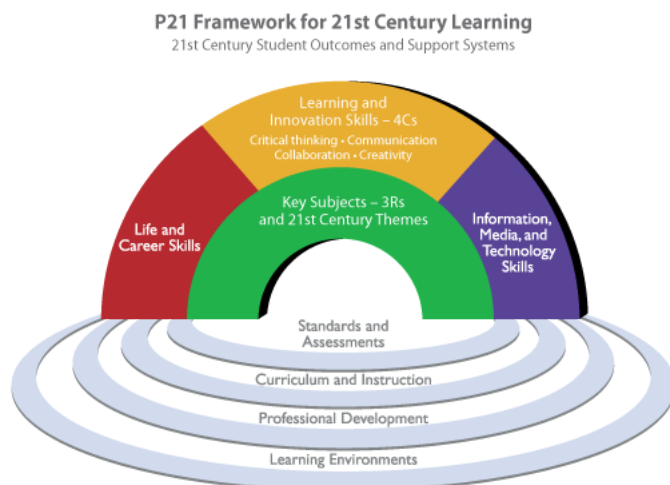 P21 Framework for 21st Century Learning
21st Century Student Outcomes and Support Systems
Learning and
Innovation Skills – 4Cs
Critical thinking • Communication
Collaboration • Creativity
Key Subjects – 3Rs
and 21st Century Themes
Life and
Career Skills
Information,
Media, and
Technology
Skills
Standards and
Assessments
Curriculum and Instruction
Professional Development
Learning Environments